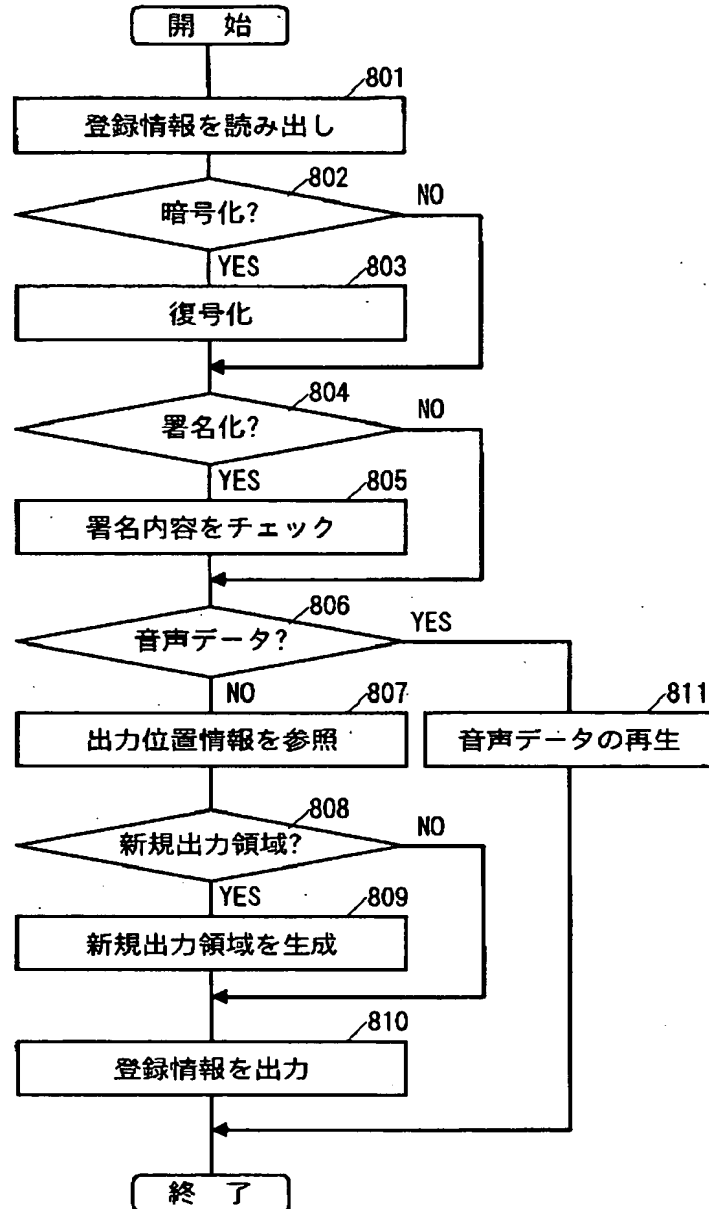 開 始
801
登録情報を読み出し
802
暗号化?
NO
YES
803
復号化
804
署名化?
NO
YES
805
署名内容をチェック
806
音声データ?
YES
NO
807
出力位置情報を参照
811
音声データの再生
808
新規出力領域?
NO
YES
809
新規出力領域を生成
810
登録情報を出力
終 了